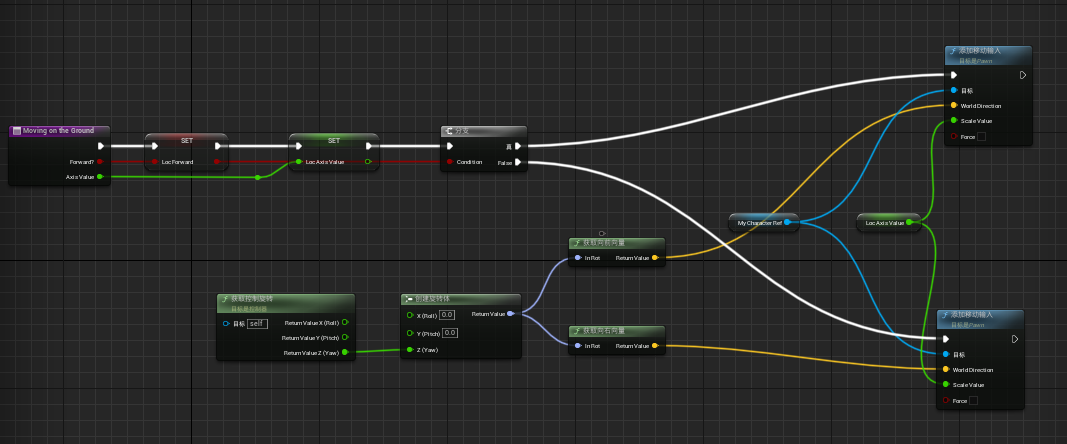 Moving on the Ground
Forward?
Axis Value
SET
Loc Forward
SET
Loc Axis Value
分支
Condition
真
False
添加移动输入
目标是Pawn
目标
World Direction
Scale Value
Force
My Character Ref
Loc Axis Value
获取向前向量
In Rot
Return Value
获取控制旋转
目标是控制器
目标
self
Return Value X (Roll)
Return Value Y (Pitch)
Return Value Z (Yaw)
创建旋转体
X (Roll)
0.0
Y (Pitch)
0.0
Z (Yaw)
Return Value
获取向右向量
In Rot
Return Value
添加移动输入
目标是Pawn
目标
World Direction
Scale Value
Force